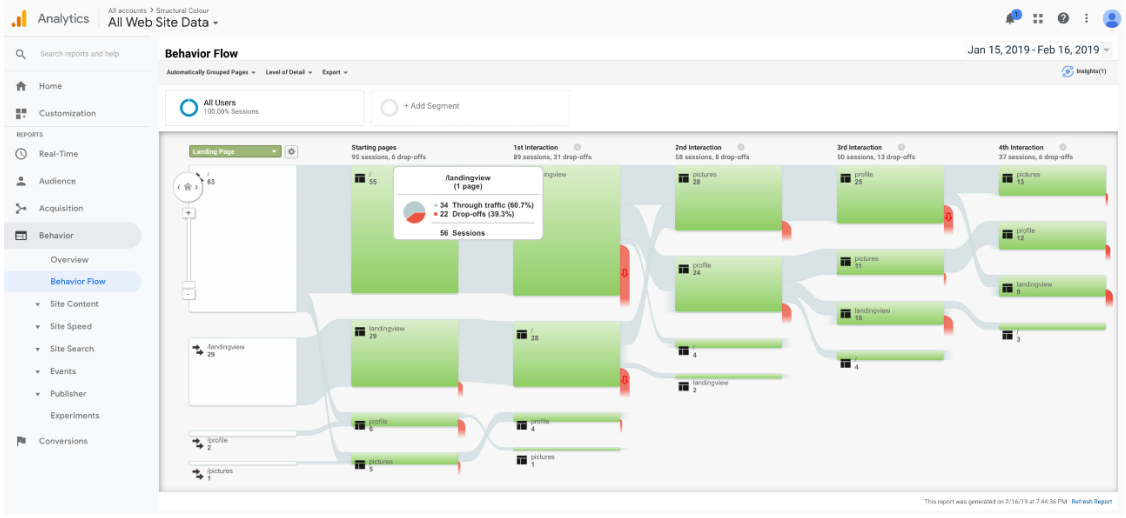 Analytics
All accounts > Structural Colour
All Web Site Data
1
Search reports and help
Home
Customization
REPORTS
Real-Time
Audience
Acquisition
Behavior
Overview
Behavior Flow
Site Content
Site Speed
Site Search
Events
Publisher
Experiments
Conversions
Behavior Flow
Jan 15, 2019 - Feb 16, 2019
Automatically Grouped Pages
Level of Detail
Export
Insights(1)
All Users
100.00% Sessions
+ Add Segment
Landing Page
/
63
/landingview
29
/profile
2
/pictures
1
Starting pages
95 sessions, 6 drop-offs
/
55
landingview
29
profile
6
pictures
5
/landingview
(1 page)
34 Through traffic (60.7%)
22 Drop-offs (39.3%)
56 Sessions
1st Interaction
89 sessions, 31 drop-offs
/
28
profile
4
pictures
1
2nd Interaction
58 sessions, 8 drop-offs
pictures
28
profile
24
/
4
landingview
2
3rd Interaction
50 sessions, 13 drop-offs
profile
25
pictures
11
landingview
10
/
4
4th Interaction
37 sessions, 6 drop-offs
pictures
13
profile
12
landingview
9
/
3
This report was generated on 2/16/19 at 7:44:36 PM - Refresh Report